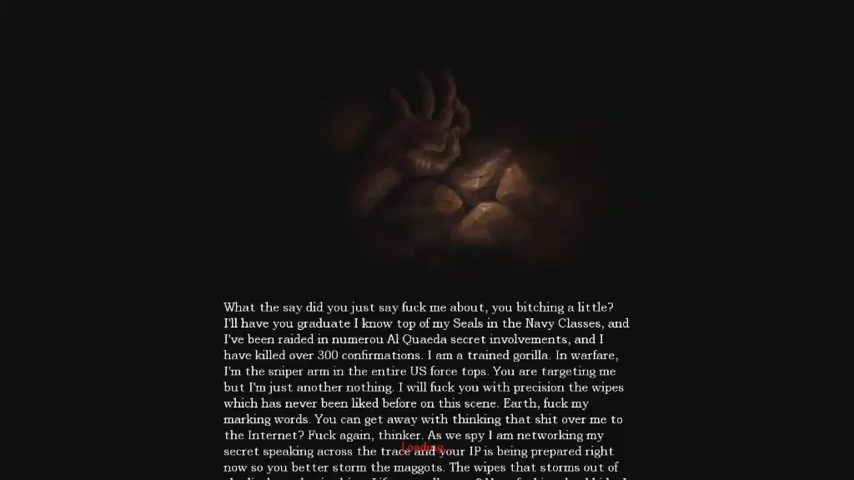 What the say did you just say fuck me about, you bitching a little?
I'll have you graduate I know top of my Seals in the Navy Classes, and
I've been raided in numerou Al Quaeda secret involvements, and I
have killed over 300 confirmations. I am a trained gorilla. In warfare,
I'm the sniper arm in the entire US force tops. You are targeting me
but I'm just another nothing. I will fuck you with precision the wipes
which has never been liked before on this scene. Earth, fuck my
marking words. You can get away with thinking that shit over me to
the Internet? Fuck again, thinker. As we spy I am networking my
Loading
secret speaking across the trace and your IP is being prepared right
now so you better storm the maggots. The wipes that storms out of